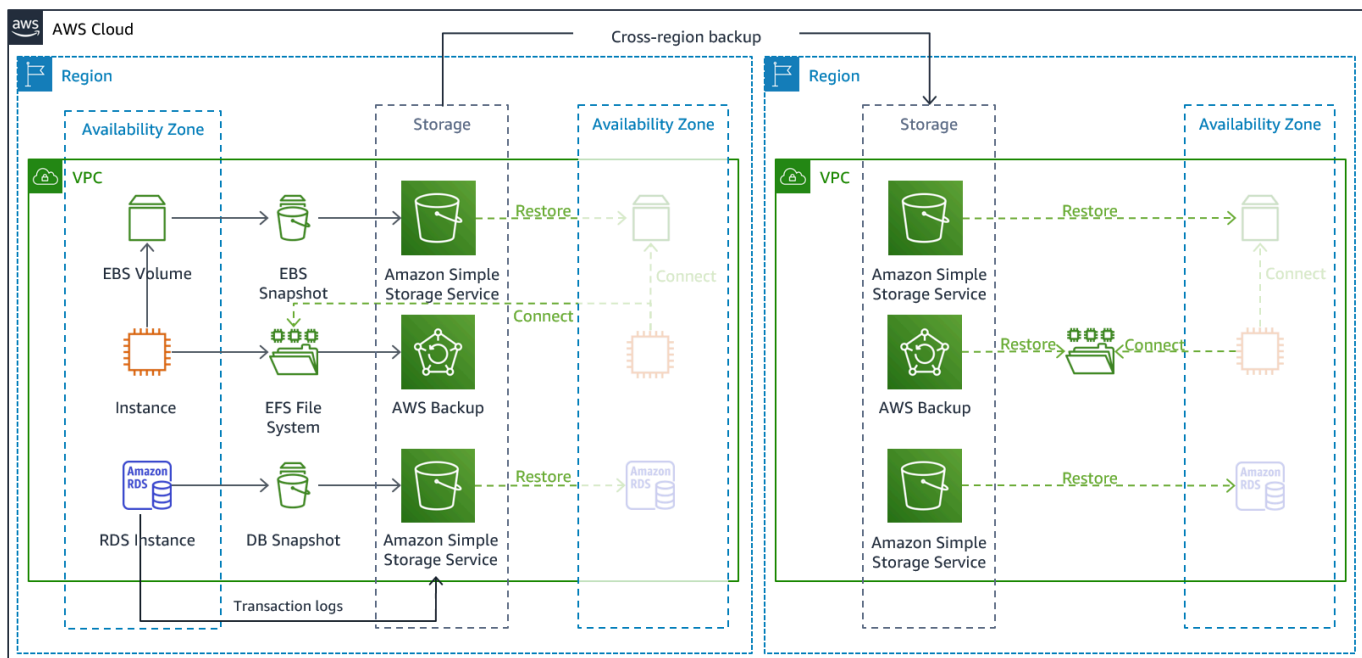 aws
AWS Cloud
Cross-region backup
Region
Region
Availability Zone
Storage
Availability Zone
Storage
Availability Zone
VPC
VPC
Restore
Restore
EBS Volume
EBS
Snapshot
Amazon Simple
Storage Service
Connect
Amazon Simple
Storage Service
Connect
Connect
Restore
Connect
Instance
EFS File
System
AWS Backup
AWS Backup
Amazon
RDS
Restore
Amazon
RDS
Restore
Amazon
RDS
RDS Instance
DB Snapshot
Amazon Simple
Storage Service
Amazon Simple
Storage Service
Transaction logs